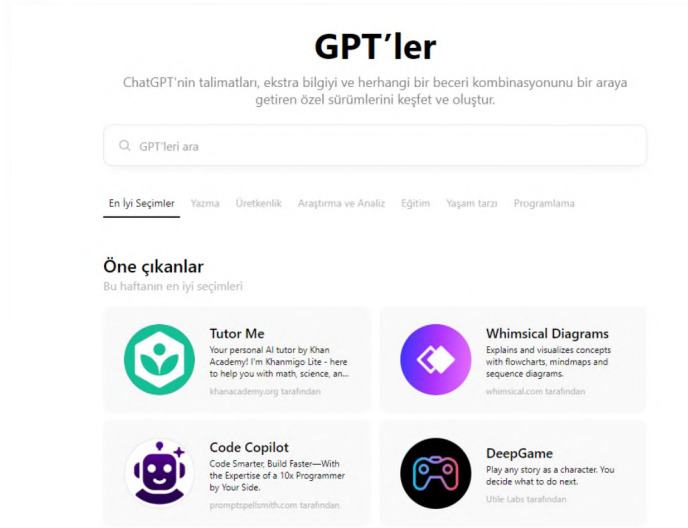 GPT’ler
ChatGPT'nin talimatları, ekstra bilgiyi ve herhangi bir beceri kombinasyonunu bir araya
getiren özel sürümlerini keşfet ve oluştur.
GPT'leri ara
En İyi Seçimler Yazma Üretkenlik Araştırma ve Analiz Eğitim Yaşam tarzı Programlama
Öne çıkanlar
Bu haftanın en iyi seçimleri
Tutor Me
Your personal AI tutor by Khan
Academy! I'm Khanmigo Lite - here
to help you with math, science, an...
khanacademy.org tarafından
Whimsical Diagrams
Explains and visualizes concepts
with flowcharts, mindmaps and
sequence diagrams.
whimsical.com tarafından
Code Copilot
Code Smarter, Build Faster—With
the Expertise of a 10x Programmer
by Your Side.
promptspellsmith.com tarafından
DeepGame
Play any story as a character. You
decide what to do next.
Utile Labs tarafından